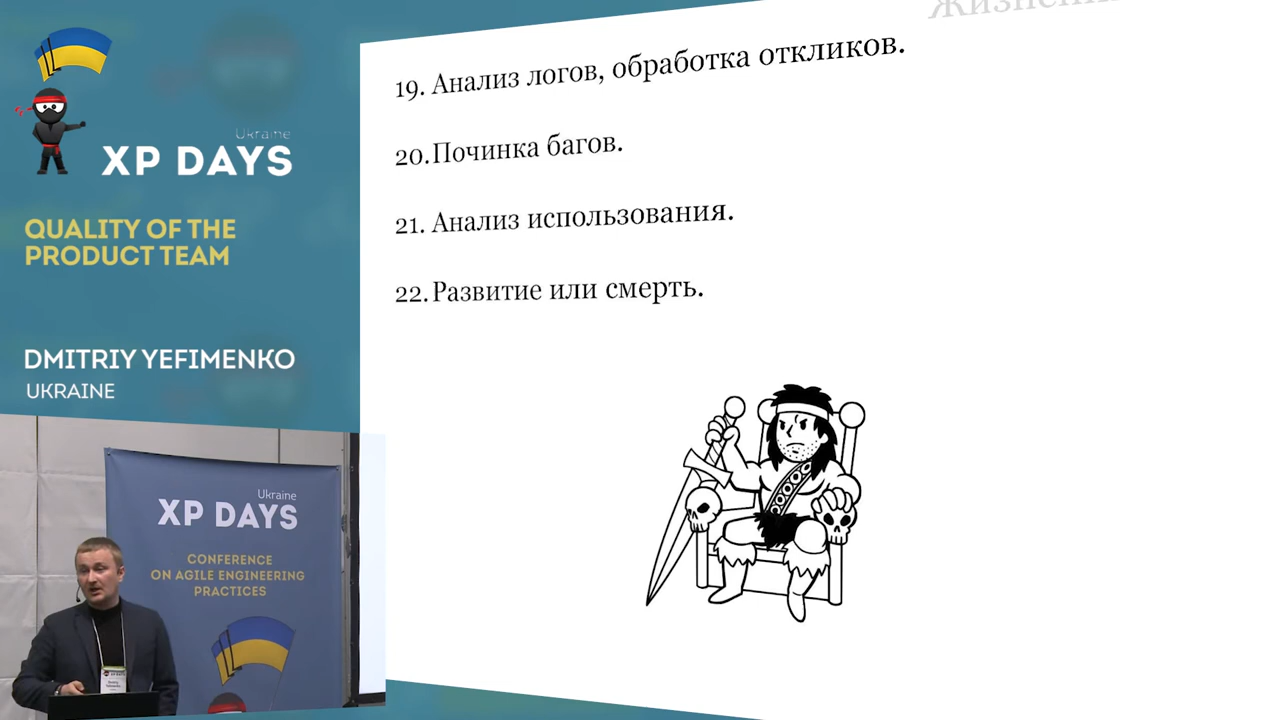 Ukraine
XP DAYS
QUALITY OF THE
PRODUCT TEAM
DMITRIY YEFIMENKO
UKRAINE
19. Анализ логов, обработка откликов.
20. Починка багов.
21. Анализ использования.
22. Развитие или смерть.
Ukraine
XP DAYS
CONFERENCE
ON AGILE ENGINEERING
PRACTICES